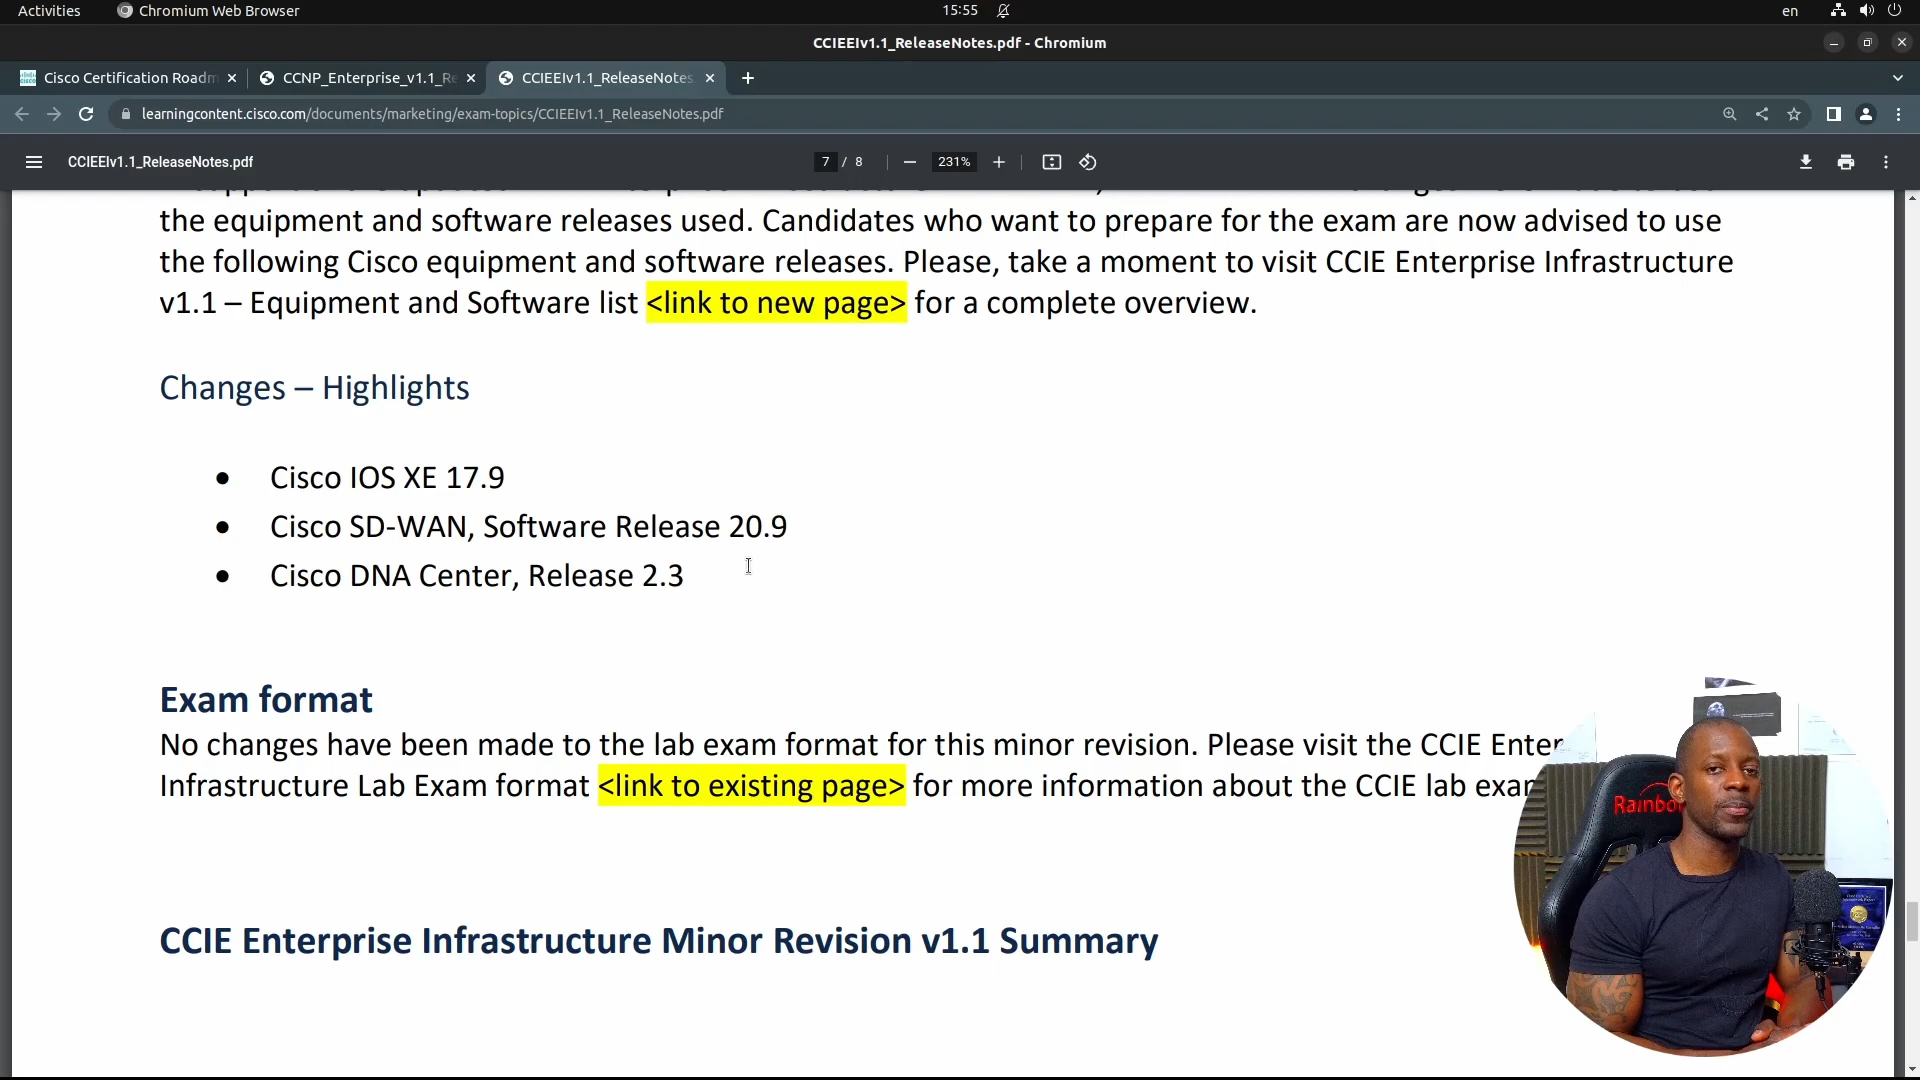 Activities
Chromium Web Browser
15:55
en
CCIEEIv1.1_ReleaseNotes.pdf - Chromium
Cisco Certification Roadm
CCNP_Enterprise_v1.1_Re
CCIEEIv1.1_ReleaseNotes.
learningcontent.cisco.com/documents/marketing/exam-topics/CCIEEIv1.1_ReleaseNotes.pdf
CCIEEIv1.1_ReleaseNotes.pdf
7 / 8
231%
the equipment and software releases used. Candidates who want to prepare for the exam are now advised to use
the following Cisco equipment and software releases. Please, take a moment to visit CCIE Enterprise Infrastructure
v1.1 – Equipment and Software list <link to new page> for a complete overview.
Changes – Highlights
• Cisco IOS XE 17.9
• Cisco SD-WAN, Software Release 20.9
• Cisco DNA Center, Release 2.3
Exam format
No changes have been made to the lab exam format for this minor revision. Please visit the CCIE Enter
Infrastructure Lab Exam format <link to existing page> for more information about the CCIE lab exam
Rainbo
CCIE Enterprise Infrastructure Minor Revision v1.1 Summary